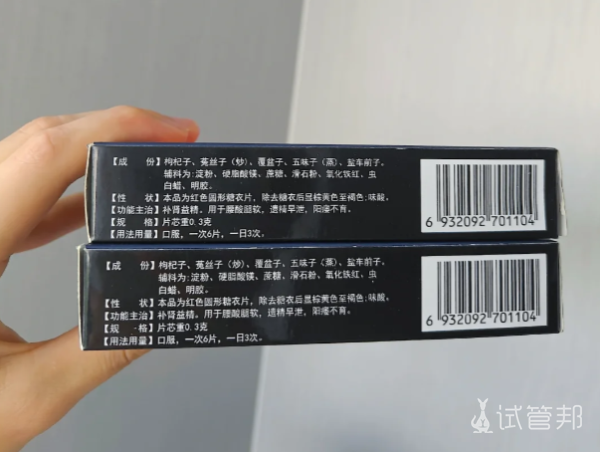 【成　份】枸杞子、菟丝子（炒）、覆盆子、五味子（蒸）、盐车前子。
辅料为：淀粉、硬脂酸镁、蔗糖、滑石粉、氧化铁红、虫
白蜡、明胶。
【性　状】本品为红色圆形糖衣片，除去糖衣后显棕黄色至褐色；味酸。
【功能主治】补肾益精。用于腰酸腿软，遗精早泄，阳痿不育。
【规　格】片芯重0.3克
【用法用量】口服，一次6片，一日3次。
6 932092 701104
【成　份】枸杞子、菟丝子（炒）、覆盆子、五味子（蒸）、盐车前子。
辅料为：淀粉、硬脂酸镁、蔗糖、滑石粉、氧化铁红、虫
白蜡、明胶。
【性　状】本品为红色圆形糖衣片，除去糖衣后显棕黄色至褐色；味酸。
【功能主治】补肾益精。用于腰酸腿软，遗精早泄，阳痿不育。
【规　格】片芯重0.3克
【用法用量】口服，一次6片，一日3次。
6 932092 701104
试管邦